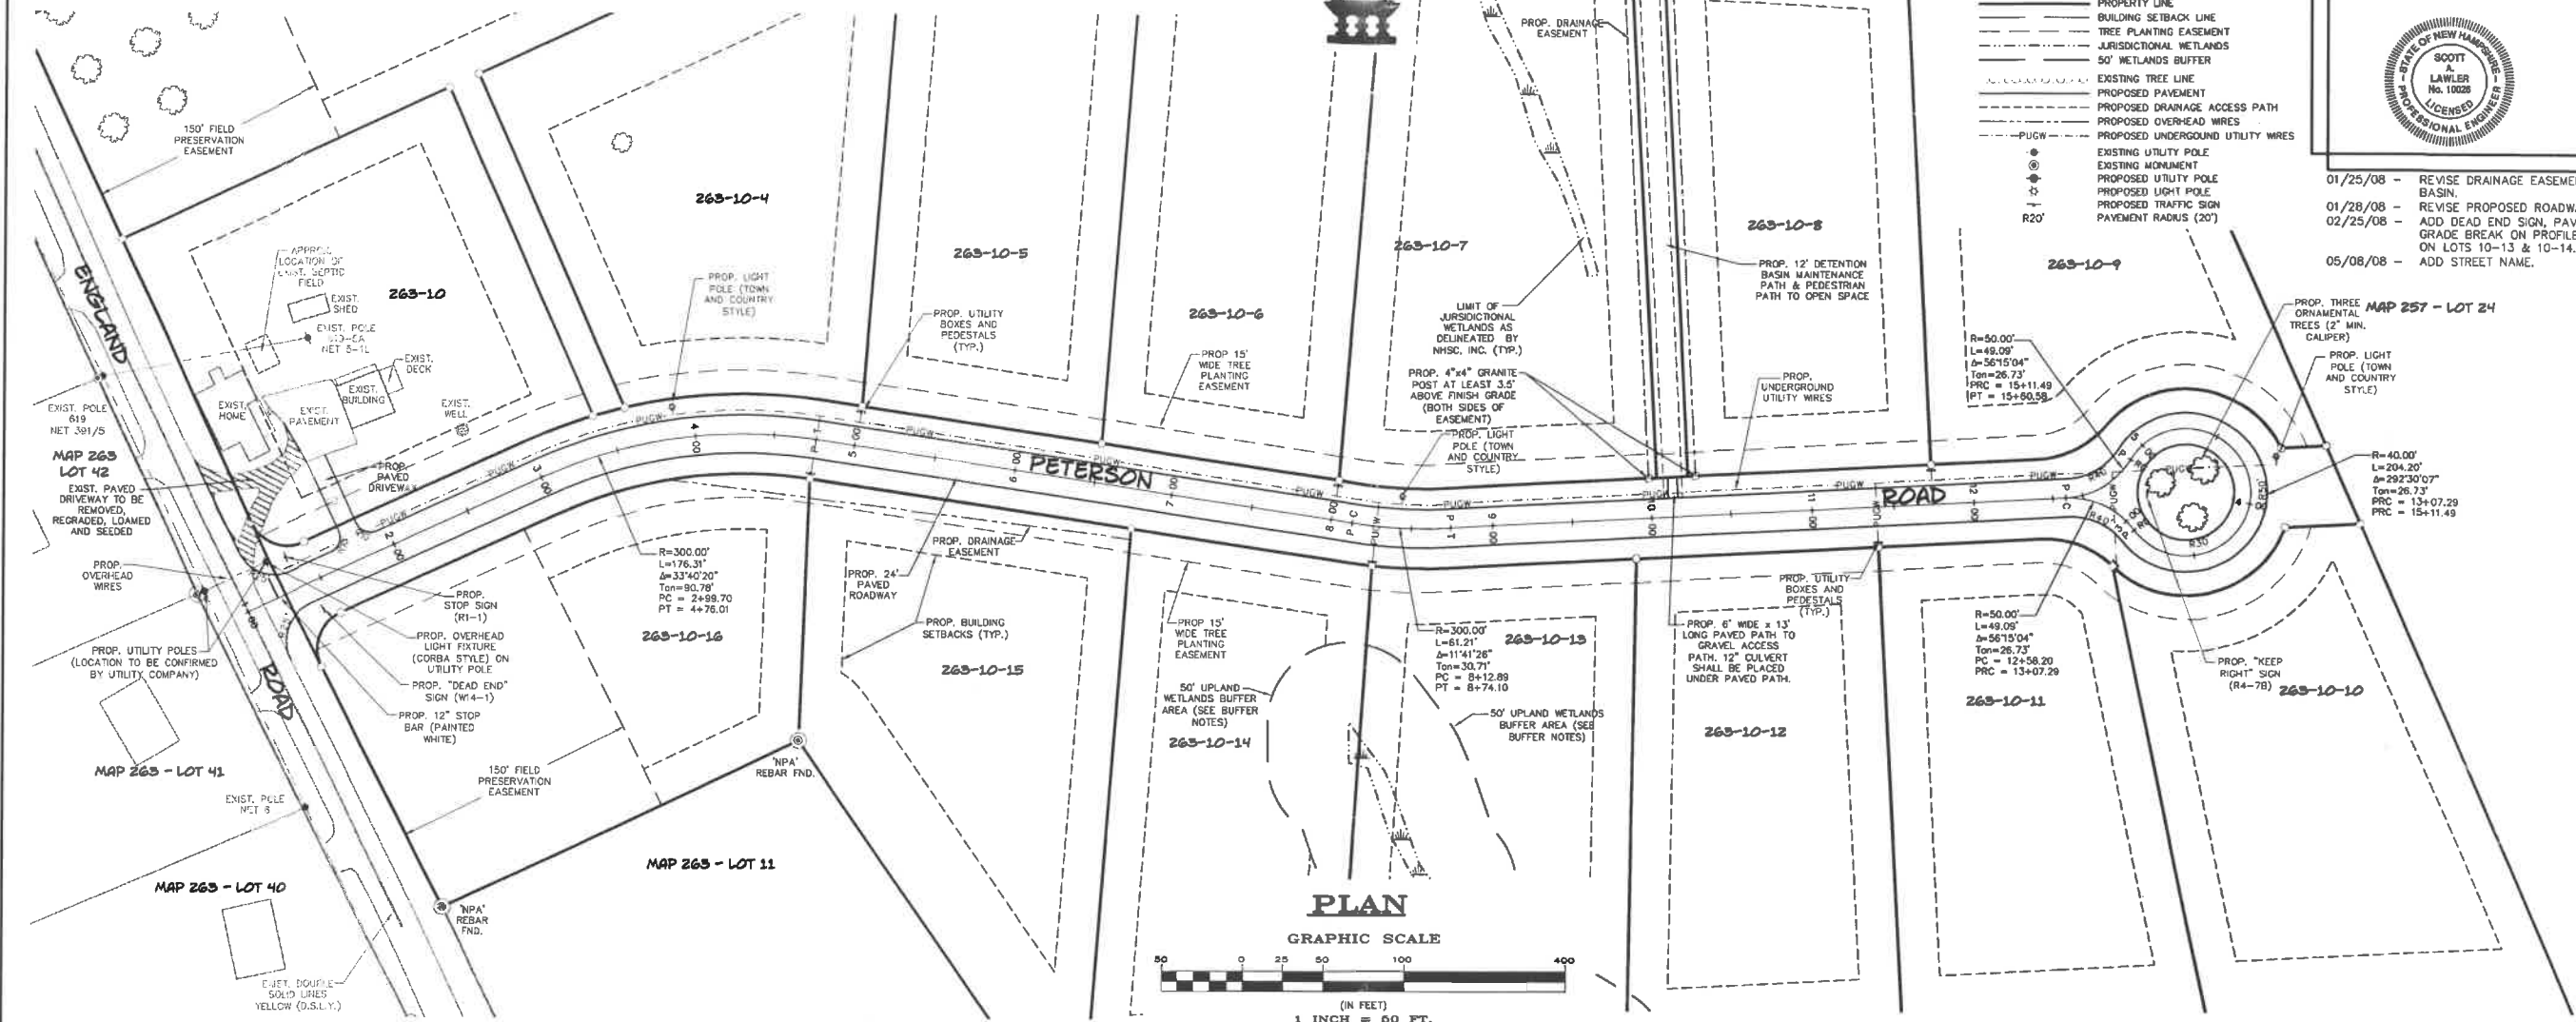 PROPERTY LINE
BUILDING SETBACK LINE
TREE PLANTING EASEMENT
JURISDICTIONAL WETLANDS
50' WETLANDS BUFFER
EXISTING TREE LINE
PROPOSED PAVEMENT
PROPOSED DRAINAGE ACCESS PATH
PROPOSED OVERHEAD WIRES
PUGW
PROPOSED UNDERGOUND UTILITY WIRES
EXISTING UTILITY POLE
EXISTING MONUMENT
PROPOSED UTILITY POLE
PROPOSED LIGHT POLE
PROPOSED TRAFFIC SIGN
R20'
PAVEMENT RADIUS (20')
STATE OF NEW HAMPSHIRE
SCOTT
A.
LAWLER
No. 10026
LICENSED
PROFESSIONAL ENGINEER
01/25/08 - REVISE DRAINAGE EASEME
BASIN.
01/28/08 - REVISE PROPOSED ROADW
02/25/08 - ADD DEAD END SIGN, PAV
GRADE BREAK ON PROFILE
ON LOTS 10-13 & 10-14.
05/08/08 - ADD STREET NAME.
150' FIELD
PRESERVATION
EASEMENT
PROP. DRAINAGE
EASEMENT
263-10-4
263-10-5
263-10-6
263-10-7
263-10-8
263-10-9
MAP 257 - LOT 24
ENGLAND
APPROX.
LOCATION OF
EXIST. SEPTIC
FIELD
EXIST.
SHED
263-10
EXIST. POLE
NET 5-1L
EXIST.
DECK
EXIST.
BUILDING
EXIST.
HOME
EXIST.
PAVEMENT
EXIST.
WELL
EXIST. POLE
619
NET 391/5
MAP 263
LOT 42
EXIST. PAVED
DRIVEWAY TO BE
REMOVED,
REGRADED, LOAMED
AND SEEDED
PROP.
PAVED
DRIVEWAY
PROP. LIGHT
POLE (TOWN
AND COUNTRY
STYLE)
PROP. UTILITY
BOXES AND
PEDESTALS
(TYP.)
PROP 15'
WIDE TREE
PLANTING
EASEMENT
LIMIT OF
JURSIDICTIONAL
WETLANDS AS
DELINEATED BY
NHSC, INC. (TYP.)
PROP. 4"x4" GRANITE
POST AT LEAST 3.5'
ABOVE FINISH GRADE
(BOTH SIDES OF
EASEMENT)
PROP. LIGHT
POLE (TOWN
AND COUNTRY
STYLE)
PROP. 12' DETENTION
BASIN MAINTENANCE
PATH & PEDESTRIAN
PATH TO OPEN SPACE
PROP.
UNDERGROUND
UTILITY WIRES
R=50.00'
L=49.09'
Δ=56°15'04"
Tan=26.73'
PRC = 15+11.49
PT = 15+60.58
PROP. THREE
ORNAMENTAL
TREES (2" MIN.
CALIPER)
PROP. LIGHT
POLE (TOWN
AND COUNTRY
STYLE)
R=40.00'
L=204.20'
Δ=292°30'07"
Tan=26.73'
PRC = 13+07.29
PRC = 15+11.49
PETERSON
ROAD
PROP.
OVERHEAD
WIRES
PROP. UTILITY POLES
(LOCATION TO BE CONFIRMED
BY UTILITY COMPANY)
PROP.
STOP SIGN
(R1-1)
PROP. OVERHEAD
LIGHT FIXTURE
(CORBA STYLE) ON
UTILITY POLE
PROP. "DEAD END"
SIGN (W14-1)
PROP. 12" STOP
BAR (PAINTED
WHITE)
ROAD
R=300.00'
L=176.31'
Δ=33°40'20"
Tan=90.78'
PC = 2+99.70
PT = 4+76.01
263-10-16
PROP. DRAINAGE
EASEMENT
PROP. 24'
PAVED
ROADWAY
PROP. BUILDING
SETBACKS (TYP.)
263-10-15
PROP 15'
WIDE TREE
PLANTING
EASEMENT
50' UPLAND
WETLANDS BUFFER
AREA (SEE BUFFER
NOTES)
263-10-14
R=300.00'
L=61.21'
Δ=11°41'26"
Tan=30.71'
PC = 8+12.89
PT = 8+74.10
263-10-13
50' UPLAND WETLANDS
BUFFER AREA (SEE
BUFFER NOTES)
PROP. 6' WIDE x 13'
LONG PAVED PATH TO
GRAVEL ACCESS
PATH. 12" CULVERT
SHALL BE PLACED
UNDER PAVED PATH.
263-10-12
PROP. UTILITY
BOXES AND
PEDESTALS
(TYP.)
R=50.00'
L=49.09'
Δ=56°15'04"
Tan=26.73'
PC = 12+58.20
PRC = 13+07.29
263-10-11
PROP. "KEEP
RIGHT" SIGN
(R4-7B)
263-10-10
MAP 263 - LOT 41
EXIST. POLE
NET 6
150' FIELD
PRESERVATION
EASEMENT
'NPA'
REBAR FND.
MAP 263 - LOT 11
MAP 263 - LOT 40
'NPA'
REBAR
FND.
EXIST. DOUBLE
SOLID LINES
YELLOW (D.S.L.Y.)
PLAN
GRAPHIC SCALE
50 0 25 50 100 400
(IN FEET)
1 INCH = 60 FT.